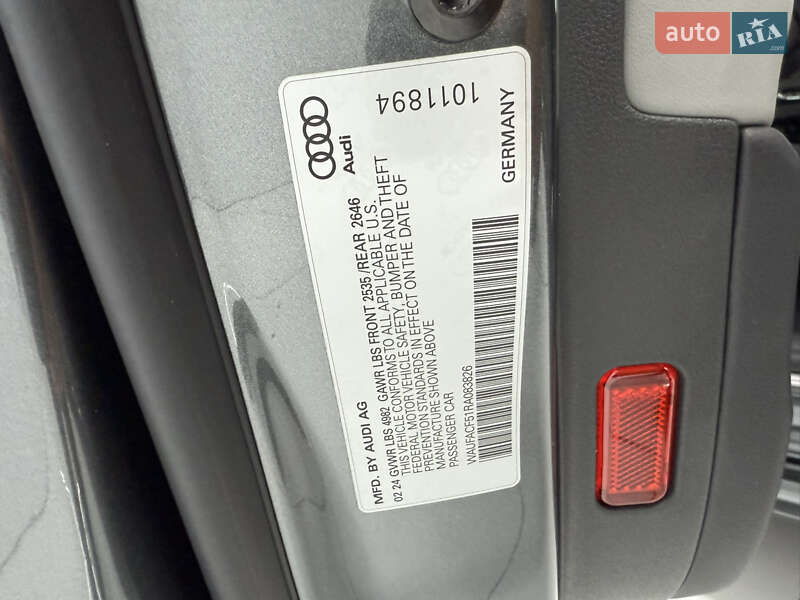 auto RIA
.com
Audi
1011894
MFD. BY AUDI AG
02 24 GVWR LBS 4982 GAWR LBS FRONT 2535 /REAR 2646
THIS VEHICLE CONFORMS TO ALL APPLICABLE U.S.
FEDERAL MOTOR VEHICLE SAFETY, BUMPER AND THEFT
PREVENTION STANDARDS IN EFFECT ON THE DATE OF
MANUFACTURE SHOWN ABOVE
PASSENGER CAR
WAUFACF51RA083826
GERMANY